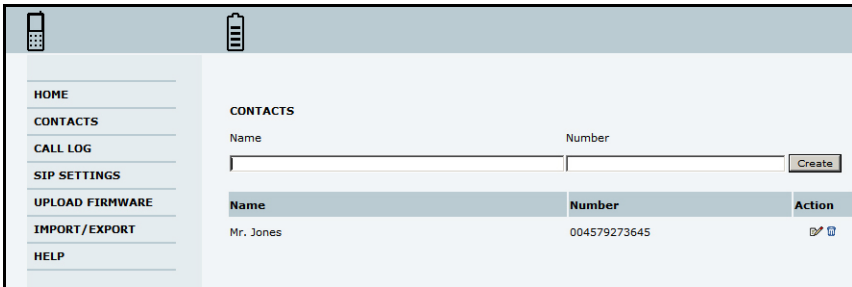 HOME
CONTACTS
CALL LOG
SIP SETTINGS
UPLOAD FIRMWARE
IMPORT/EXPORT
HELP
CONTACTS
Name Number
Create
Name Number Action
Mr. Jones 004579273645